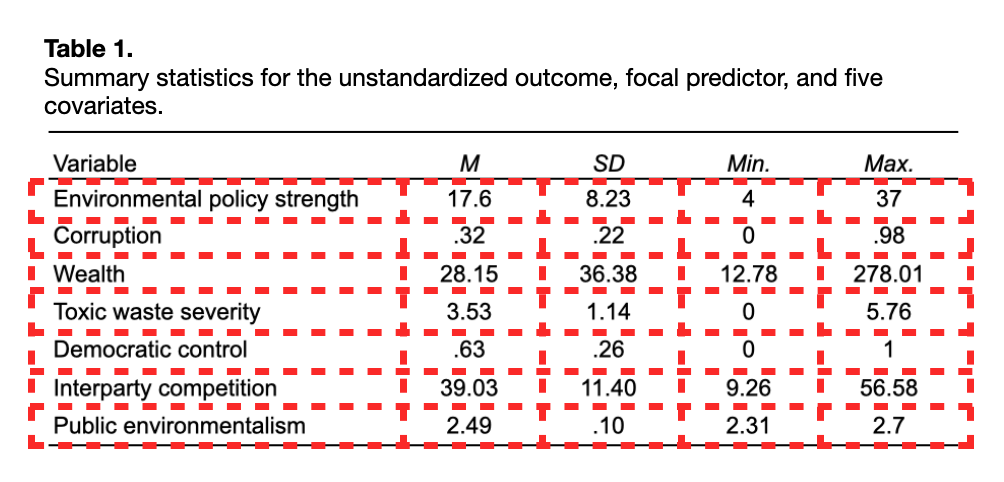 Table 1.
Summary statistics for the unstandardized outcome, focal predictor, and five
covariates.
Variable M SD Min. Max.
Environmental policy strength 17.6 8.23 4 37
Corruption .32 .22 0 .98
Wealth 28.15 36.38 12.78 278.01
Toxic waste severity 3.53 1.14 0 5.76
Democratic control .63 .26 0 1
Interparty competition 39.03 11.40 9.26 56.58
Public environmentalism 2.49 .10 2.31 2.7